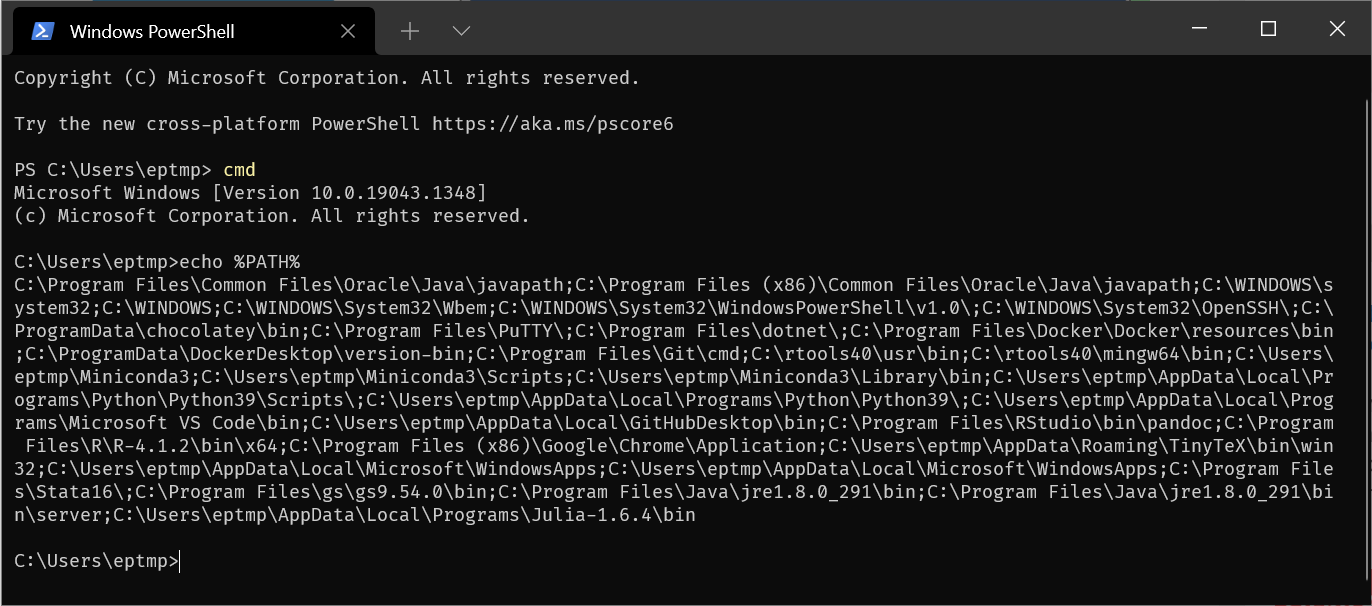 Windows PowerShell
Copyright (C) Microsoft Corporation. All rights reserved.
Try the new cross-platform PowerShell https://aka.ms/pscore6
PS C:\Users\eptmp> cmd
Microsoft Windows [Version 10.0.19043.1348]
(c) Microsoft Corporation. All rights reserved.
C:\Users\eptmp>echo %PATH%
C:\Program Files\Common Files\Oracle\Java\javapath;C:\Program Files (x86)\Common Files\Oracle\Java\javapath;C:\WINDOWS\s
ystem32;C:\WINDOWS;C:\WINDOWS\System32\Wbem;C:\WINDOWS\System32\WindowsPowerShell\v1.0\;C:\WINDOWS\System32\OpenSSH\;C:\
ProgramData\chocolatey\bin;C:\Program Files\PuTTY\;C:\Program Files\dotnet\;C:\Program Files\Docker\Docker\resources\bin
;C:\ProgramData\DockerDesktop\version-bin;C:\Program Files\Git\cmd;C:\rtools40\usr\bin;C:\rtools40\mingw64\bin;C:\Users\
eptmp\Miniconda3;C:\Users\eptmp\Miniconda3\Scripts;C:\Users\eptmp\Miniconda3\Library\bin;C:\Users\eptmp\AppData\Local\Pr
ograms\Python\Python39\Scripts\;C:\Users\eptmp\AppData\Local\Programs\Python\Python39\;C:\Users\eptmp\AppData\Local\Prog
rams\Microsoft VS Code\bin;C:\Users\eptmp\AppData\Local\GitHubDesktop\bin;C:\Program Files\RStudio\bin\pandoc;C:\Program
 Files\R\R-4.1.2\bin\x64;C:\Program Files (x86)\Google\Chrome\Application;C:\Users\eptmp\AppData\Roaming\TinyTeX\bin\win
32;C:\Users\eptmp\AppData\Local\Microsoft\WindowsApps;C:\Users\eptmp\AppData\Local\Microsoft\WindowsApps;C:\Program File
s\Stata16\;C:\Program Files\gs\gs9.54.0\bin;C:\Program Files\Java\jre1.8.0_291\bin;C:\Program Files\Java\jre1.8.0_291\bi
n\server;C:\Users\eptmp\AppData\Local\Programs\Julia-1.6.4\bin
C:\Users\eptmp>